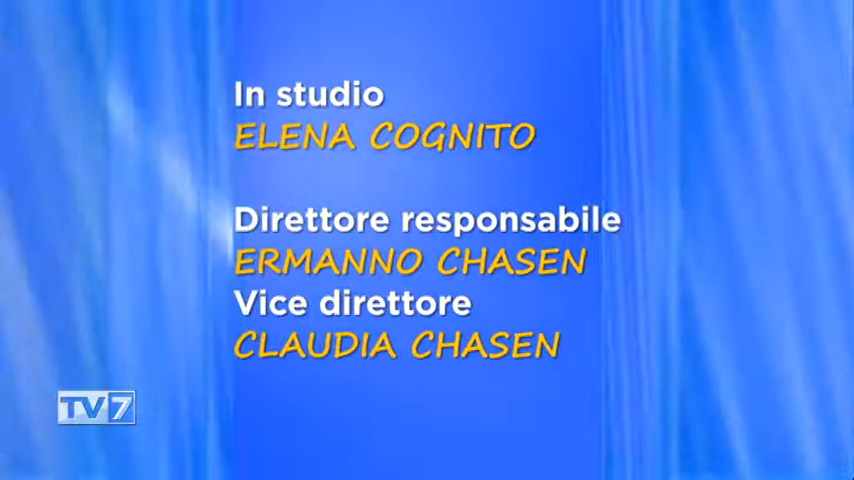 In studio
ELENA COGNITO
Direttore responsabile
ERMANNO CHASEN
Vice direttore
CLAUDIA CHASEN
TV7